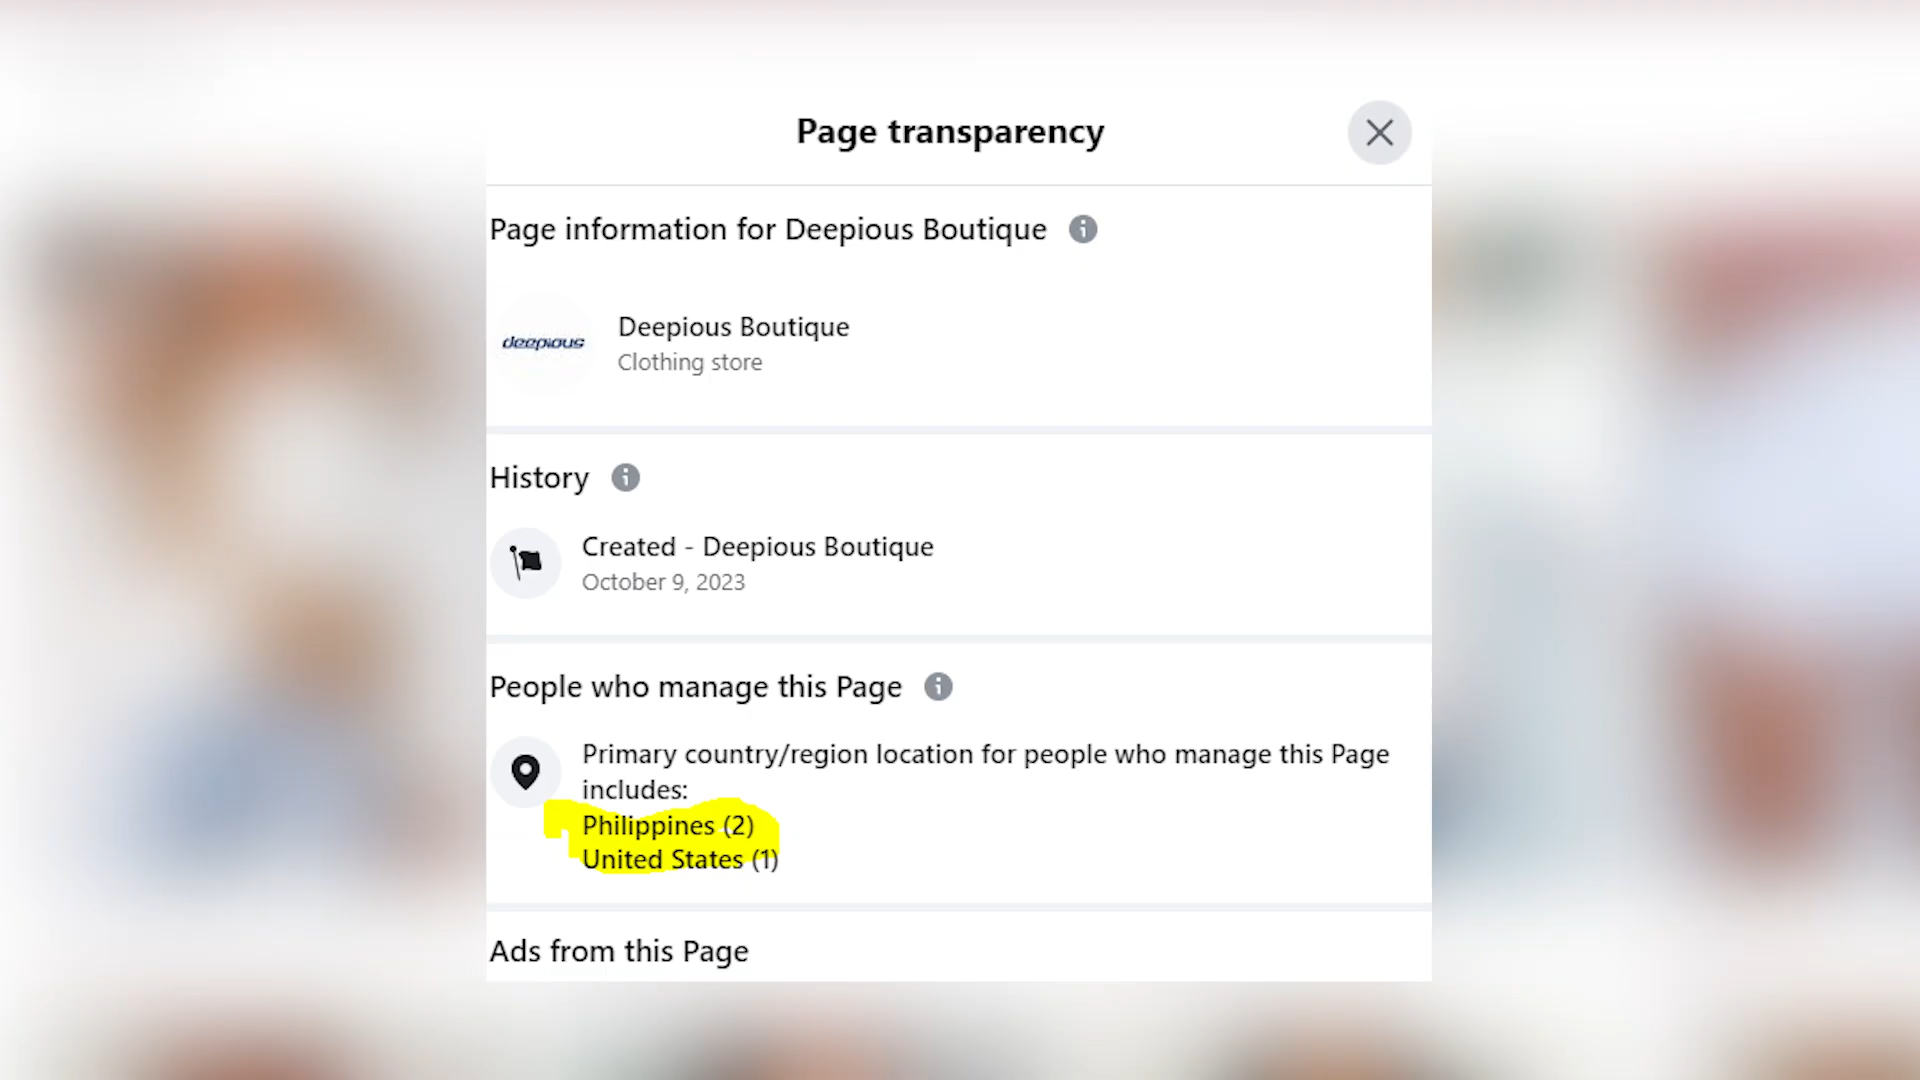 Page transparency
Page information for Deepious Boutique
deepious
Deepious Boutique
Clothing store
History
Created - Deepious Boutique
October 9, 2023
People who manage this Page
Primary country/region location for people who manage this Page
includes:
Philippines (2)
United States (1)
Ads from this Page